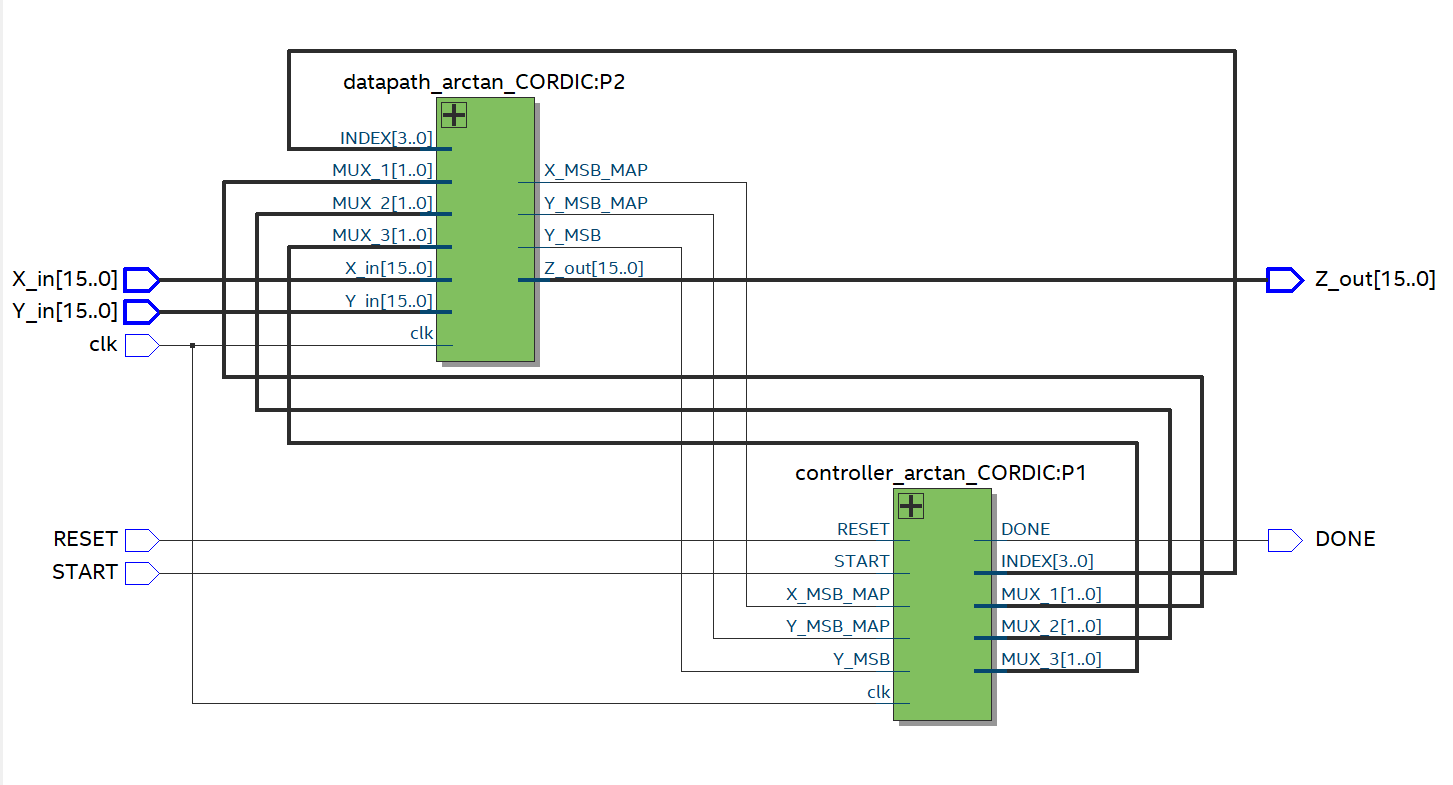 datapath_arctan_CORDIC:P2
INDEX[3..0]
MUX_1[1..0]
X_MSB_MAP
MUX_2[1..0]
Y_MSB_MAP
MUX_3[1..0]
Y_MSB
X_in[15..0]
X_in[15..0]
Z_out[15..0]
Z_out[15..0]
Y_in[15..0]
Y_in[15..0]
clk
clk
controller_arctan_CORDIC:P1
RESET
RESET
DONE
DONE
START
START
INDEX[3..0]
X_MSB_MAP
MUX_1[1..0]
Y_MSB_MAP
MUX_2[1..0]
Y_MSB
MUX_3[1..0]
clk